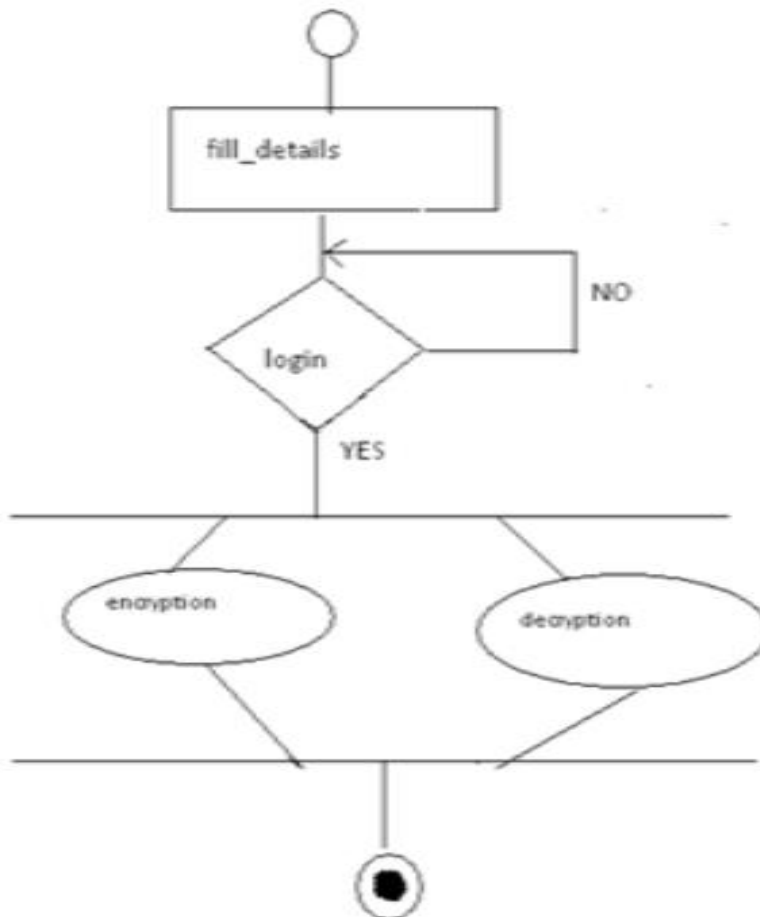 fill_details
NO
login
YES
encryption
decryption